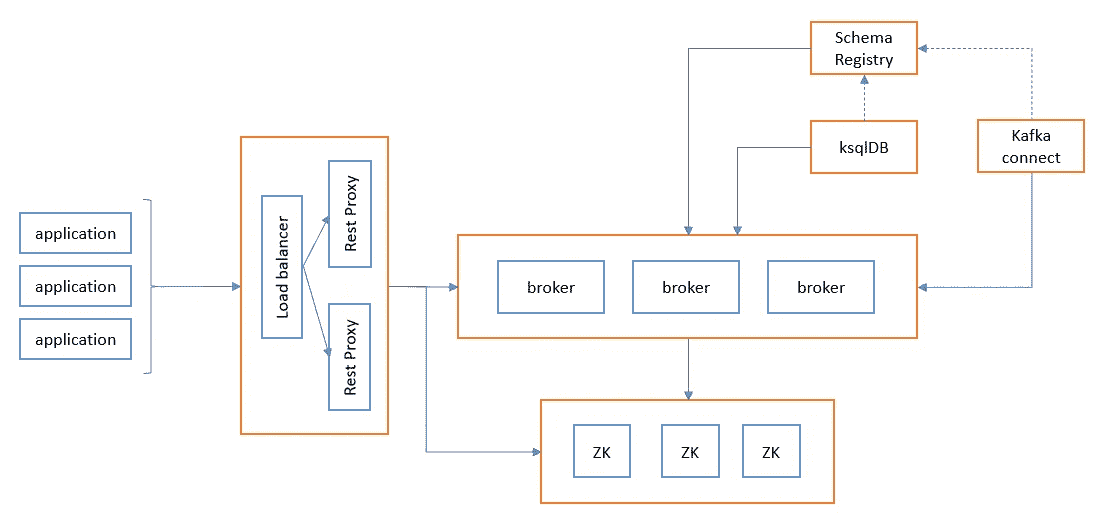 Schema
Registry
ksqlDB
Kafka
connect
application
application
application
Load balancer
Rest Proxy
Rest Proxy
broker
broker
broker
ZK
ZK
ZK